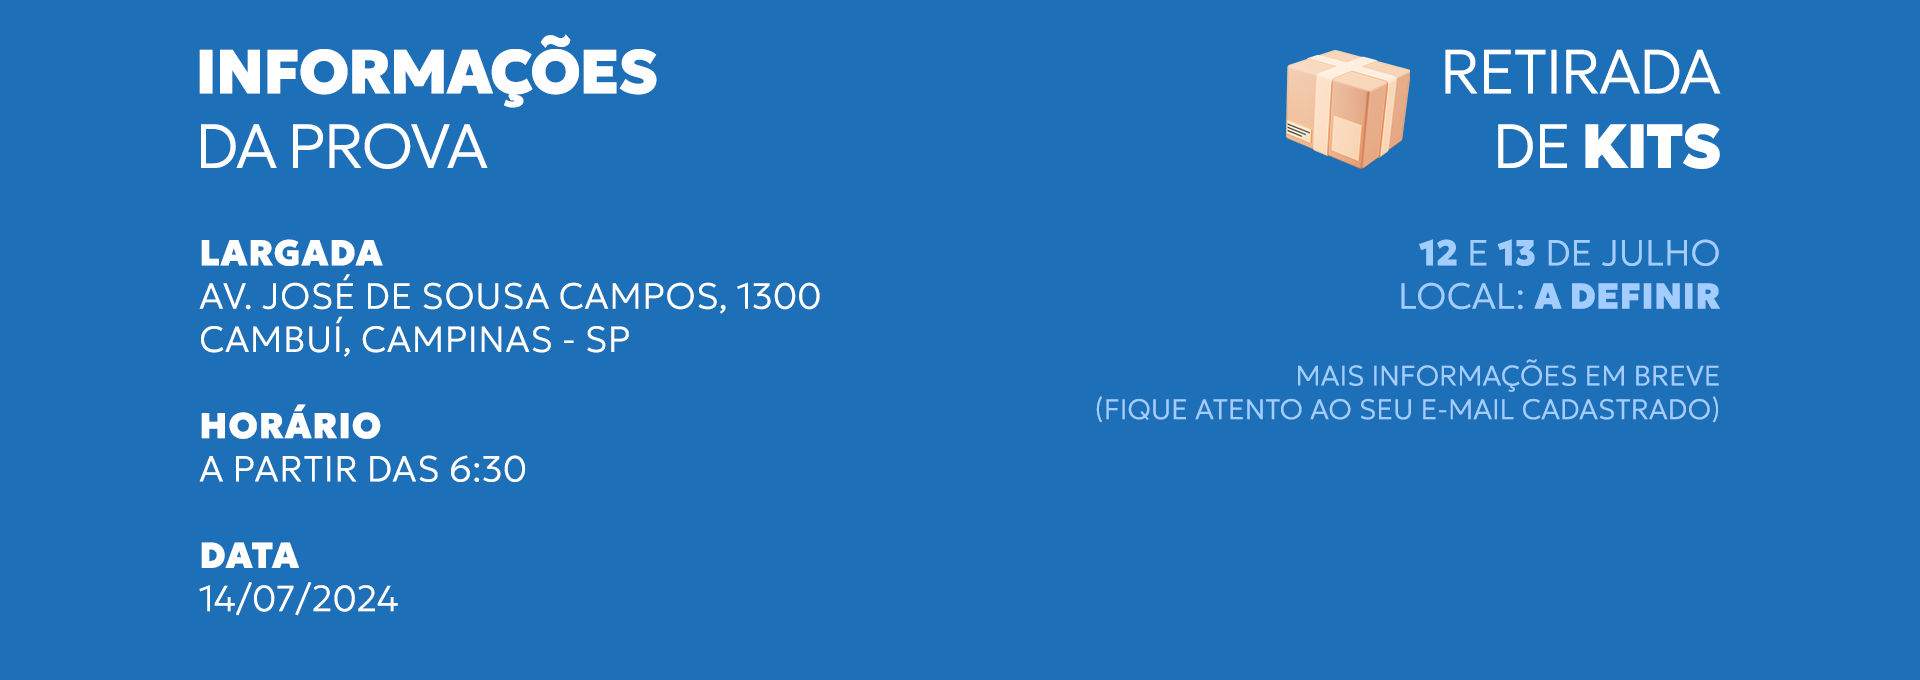 INFORMAÇÕES
DA PROVA
LARGADA
AV. JOSÉ DE SOUSA CAMPOS, 1300
CAMBUÍ, CAMPINAS - SP
HORÁRIO
A PARTIR DAS 6:30
DATA
14/07/2024
RETIRADA
DE KITS
12 E 13 DE JULHO
LOCAL: A DEFINIR
MAIS INFORMAÇÕES EM BREVE
(FIQUE ATENTO AO SEU E-MAIL CADASTRADO)